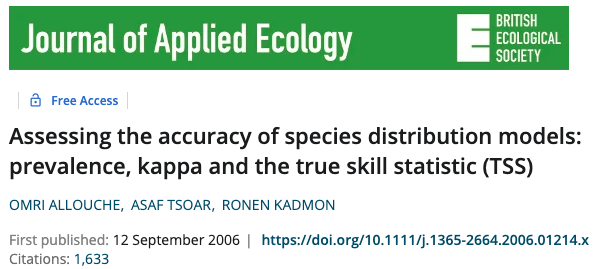 Journal of Applied Ecology
BRITISH
ECOLOGICAL
SOCIETY
Free Access
Assessing the accuracy of species distribution models:
prevalence, kappa and the true skill statistic (TSS)
OMRI ALLOUCHE, ASAF TSOAR, RONEN KADMON
First published: 12 September 2006 | https://doi.org/10.1111/j.1365-2664.2006.01214.x
Citations: 1,633